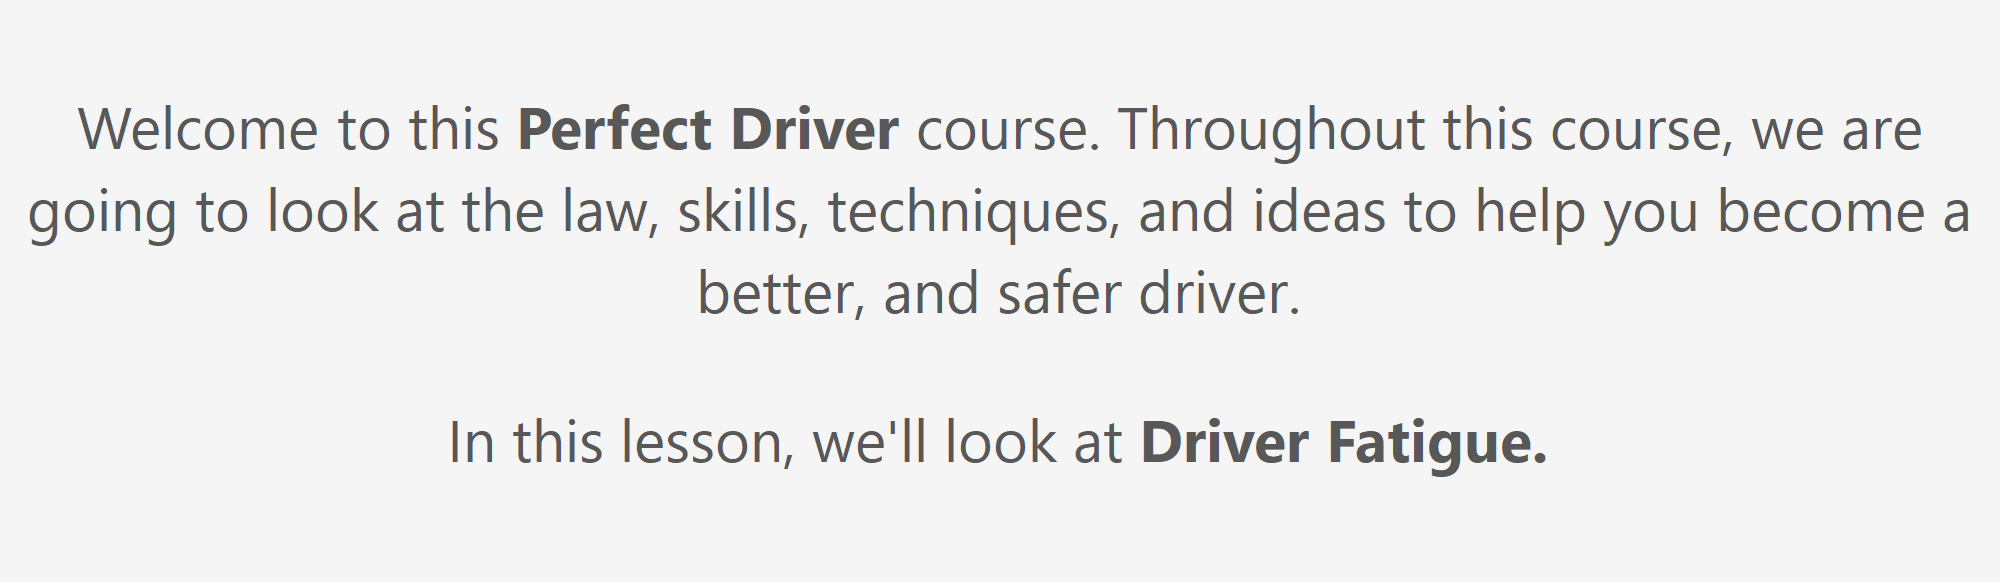 Welcome to this Perfect Driver course. Throughout this course, we are
going to look at the law, skills, techniques, and ideas to help you become a
better, and safer driver.
In this lesson, we'll look at Driver Fatigue.